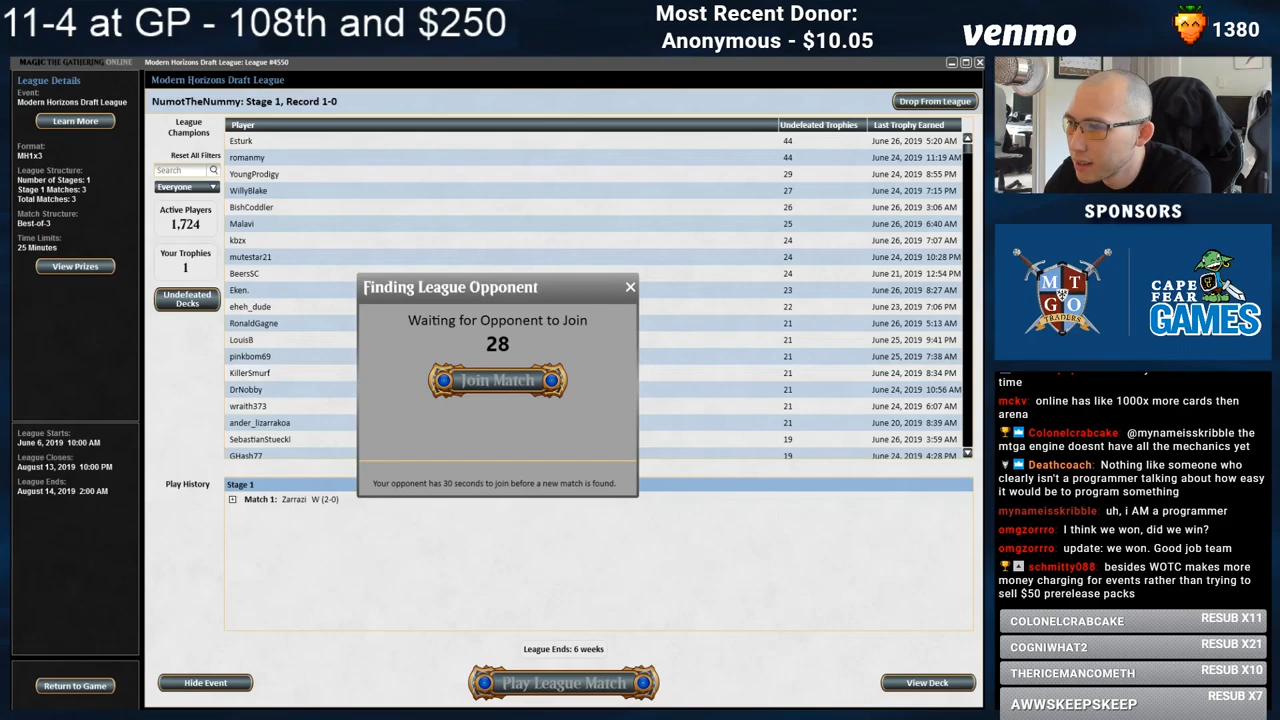 11-4 at GP - 108th and $250
Most Recent Donor:
Anonymous - $10.05
venmo
1380
MAGIC THE GATHERING ONLINE
Modern Horizons Draft League: League #4550
League Details
Event:
Modern Horizons Draft League
Learn More
Format:
MH1x3
League Structure:
Number of Stages: 1
Stage 1 Matches: 3
Total Matches: 3
Match Structure:
Best-of-3
Time Limits:
25 Minutes
View Prizes
League Starts:
June 6, 2019 10:00 AM
League Closes:
August 13, 2019 10:00 PM
League Ends:
August 14, 2019 2:00 AM
Return to Game
Modern Horizons Draft League
NumotTheNummy: Stage 1, Record 1-0
Drop From League
League
Champions
Reset All Filters
Search
Everyone
Active Players
1,724
Your Trophies
1
Undefeated
Decks
Player Undefeated Trophies Last Trophy Earned
Esturk 44 June 26, 2019 5:20 AM
romanmy 44 June 24, 2019 11:19 AM
YoungProdigy 29 June 24, 2019 8:55 PM
WillyBlake 27 June 24, 2019 7:15 PM
BishCoddler 26 June 26, 2019 3:06 AM
Malavi 25 June 26, 2019 6:40 AM
kbzx 24 June 26, 2019 7:07 AM
mutestar21 24 June 24, 2019 10:28 PM
BeersSC 24 June 21, 2019 12:54 PM
Eken. 23 June 26, 2019 8:27 AM
eheh_dude 22 June 23, 2019 7:06 PM
RonaldGagne 21 June 26, 2019 5:13 AM
LouisB 21 June 25, 2019 9:41 PM
pinkbom69 21 June 25, 2019 7:38 AM
KillerSmurf 21 June 24, 2019 8:34 PM
DrNobby 21 June 24, 2019 10:56 AM
wraith373 21 June 24, 2019 6:07 AM
ander_lizarrakoa 21 June 20, 2019 8:39 AM
SebastianStueckl 19 June 26, 2019 3:59 AM
GHash77 19 June 24, 2019 4:28 PM
Finding League Opponent
Waiting for Opponent to Join
28
Join Match
Your opponent has 30 seconds to join before a new match is found.
Play History
Stage 1
Match 1: Zarrazi W (2-0)
League Ends: 6 weeks
Hide Event
Play League Match
View Deck
SPONSORS
MTGO
TRADERS
CAPE FEAR
GAMES
time
mckv: online has like 1000x more cards then
arena
Colonelcrabcake @mynameisskribble the
mtga engine doesnt have all the mechanics yet
Deathcoach: Nothing like someone who
clearly isn't a programmer talking about how easy
it would be to program something
mynameisskribble: uh, i AM a programmer
omgzorrro: I think we won, did we win?
omgzorrro: update: we won. Good job team
schmitty088: besides WOTC makes more
money charging for events rather than trying to
sell $50 prerelease packs
COLONELCRABCAKE RESUB X11
COGNIWHAT2 RESUB X21
THERICEMANCOMETH RESUB X10
AWWSKEEPSKEEP RESUB X7